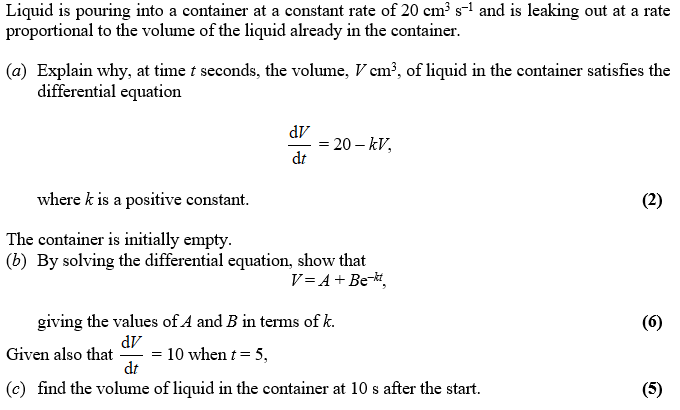 Liquid is pouring into a container at a constant rate of 20 cm³ s⁻¹ and is leaking out at a rate
proportional to the volume of the liquid already in the container.
(a) Explain why, at time t seconds, the volume, V cm³, of liquid in the container satisfies the
differential equation
dV/dt = 20 – kV,
where k is a positive constant. (2)
The container is initially empty.
(b) By solving the differential equation, show that
V = A + Be⁻ᵏᵗ,
giving the values of A and B in terms of k. (6)
Given also that dV/dt = 10 when t = 5,
(c) find the volume of liquid in the container at 10 s after the start. (5)